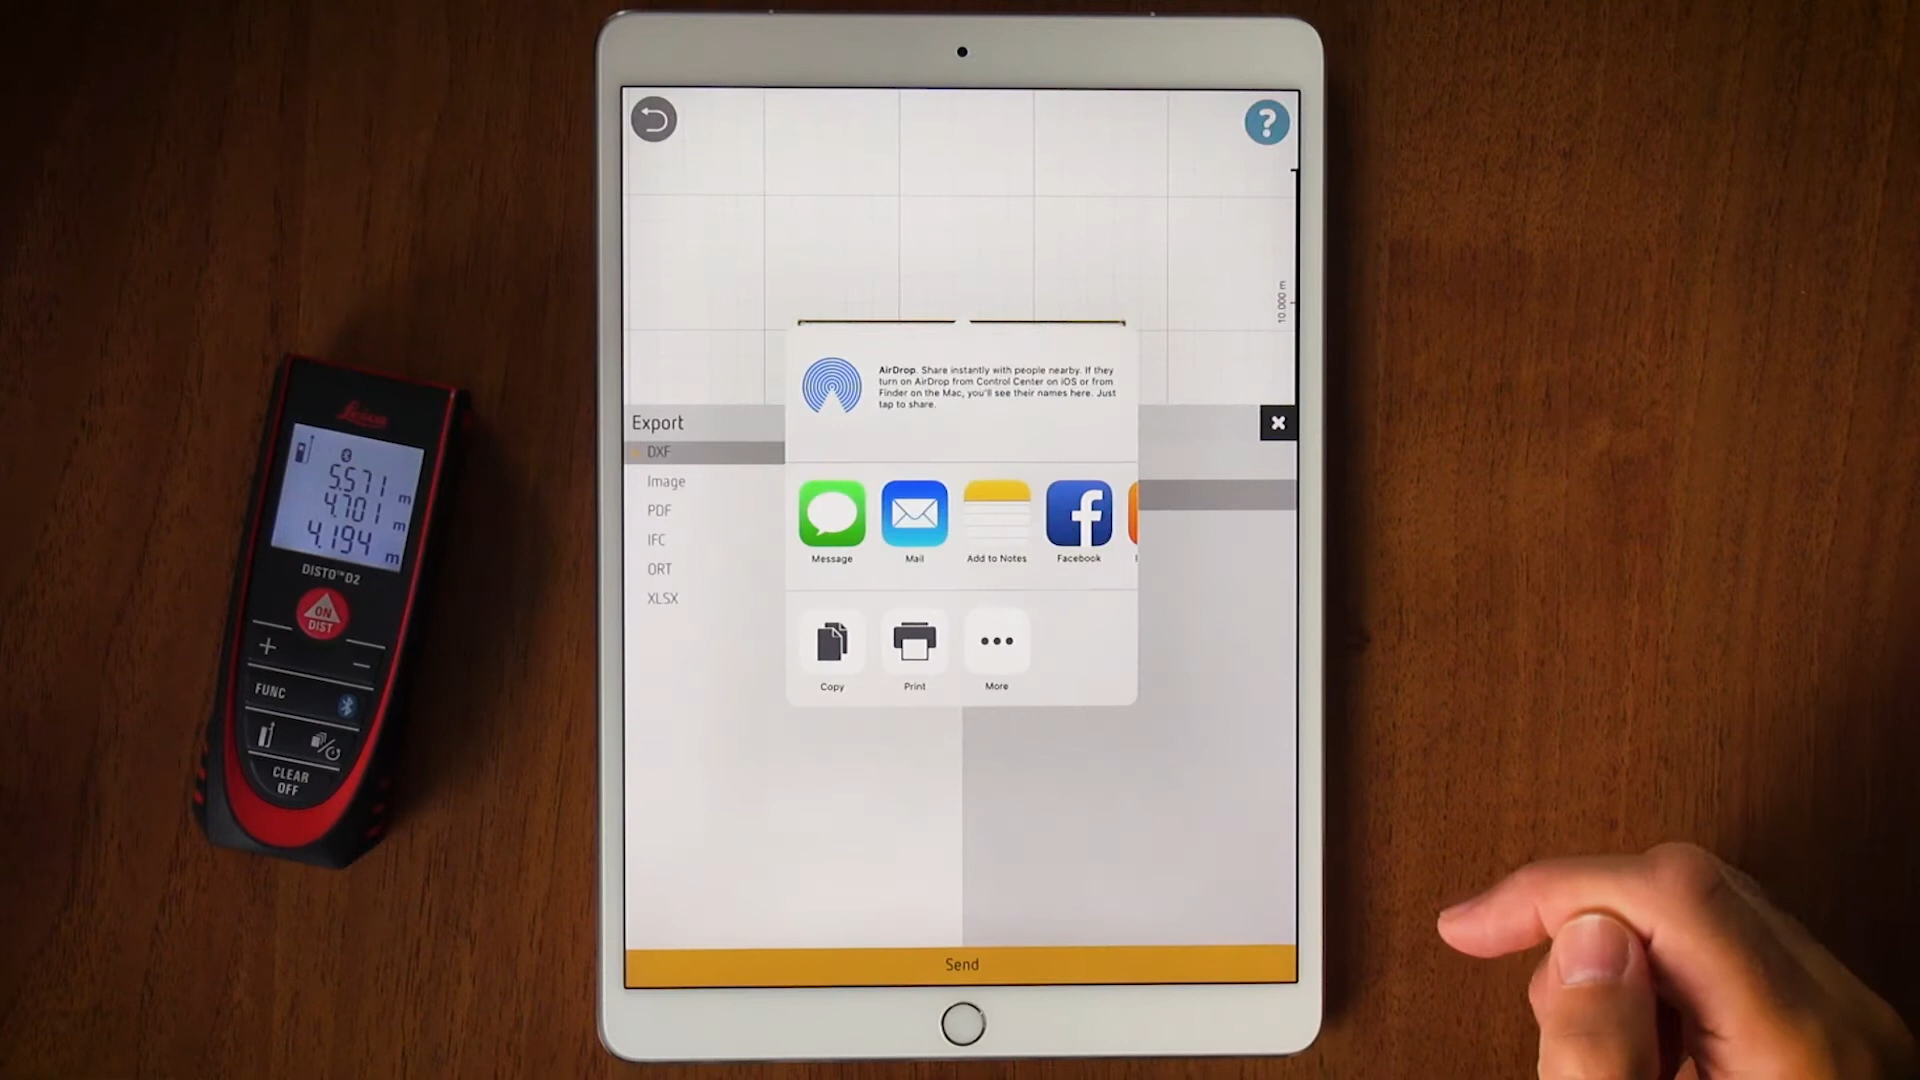 ?
10.000 m
AirDrop. Share instantly with people nearby. If they
turn on AirDrop from Control Center on iOS or from
Finder on the Mac, you'll see their names here. Just
tap to share.
Export
DXF
Image
PDF
IFC
ORT
XLSX
Message
Mail
Add to Notes
Facebook
Copy
Print
More
Send
Leica
5.571 m
4.701 m
4.194 m
DISTO™ D2
ON
DIST
+
−
FUNC
CLEAR
OFF